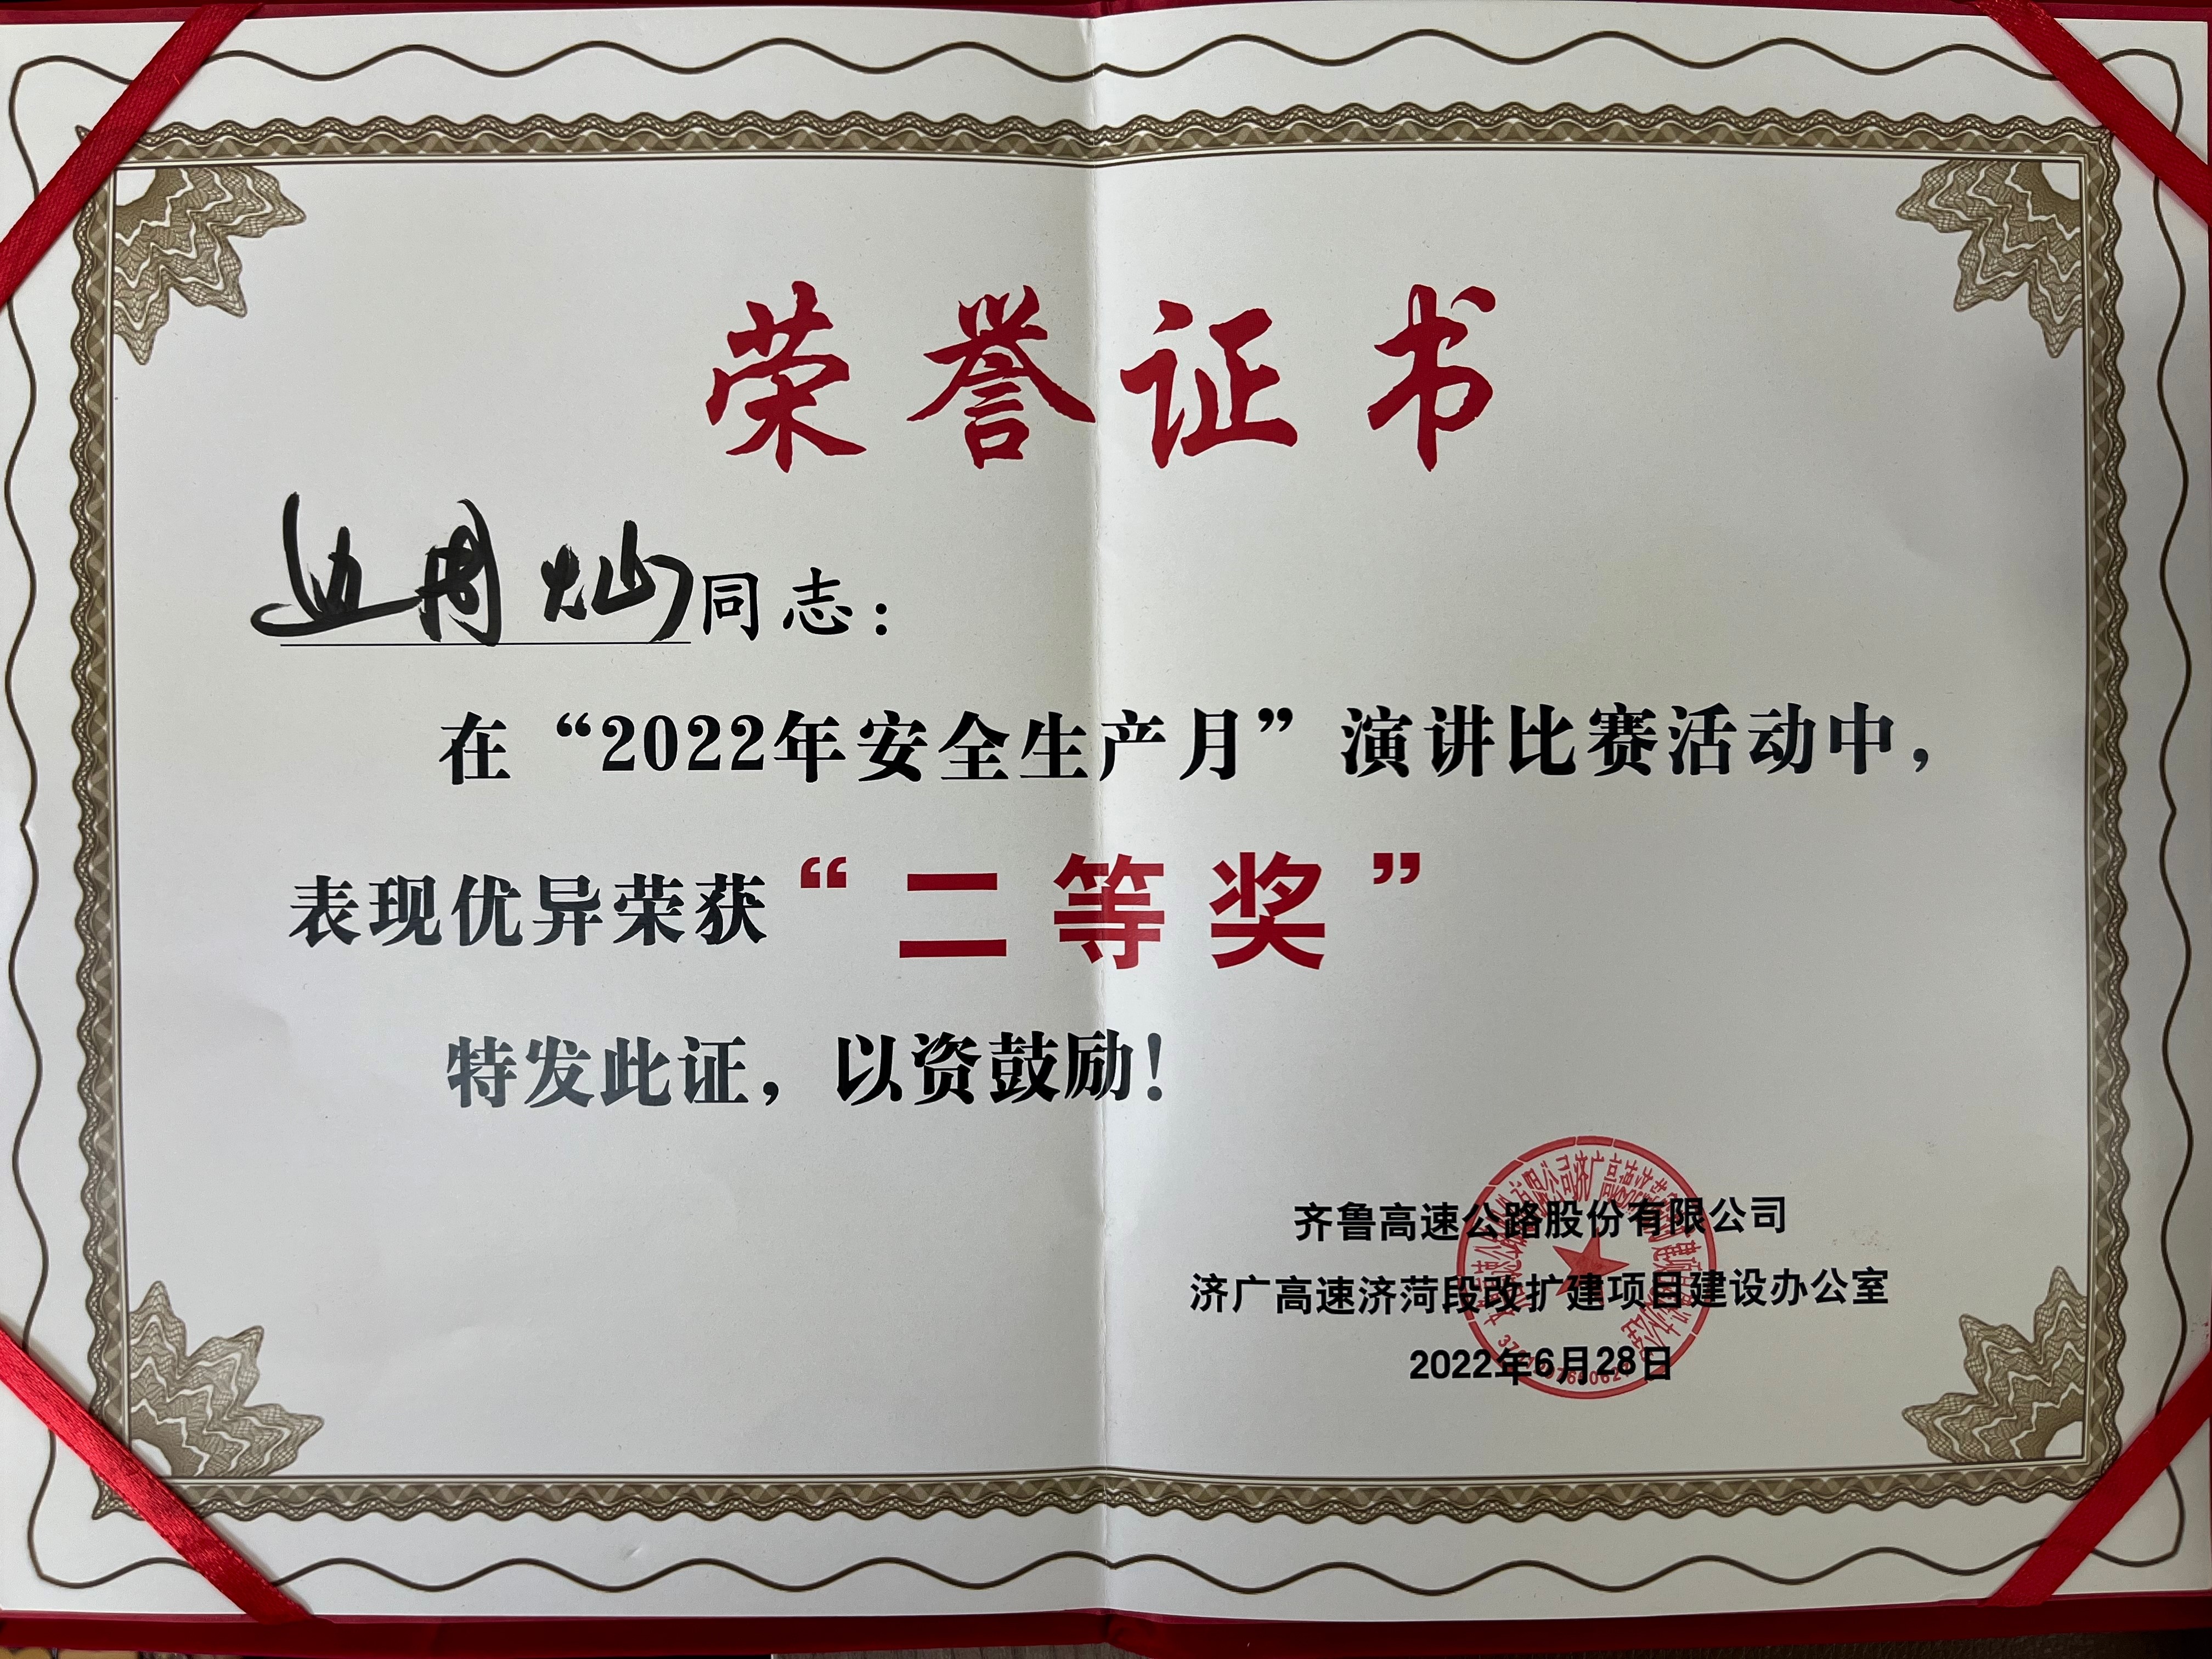 荣誉证书
边周灿同志：
在“2022年安全生产月”演讲比赛活动中，
表现优异荣获“二等奖”
特发此证，以资鼓励！
齐鲁高速公路股份有限公司
济广高速济菏段改扩建项目建设办公室
2022年6月28日